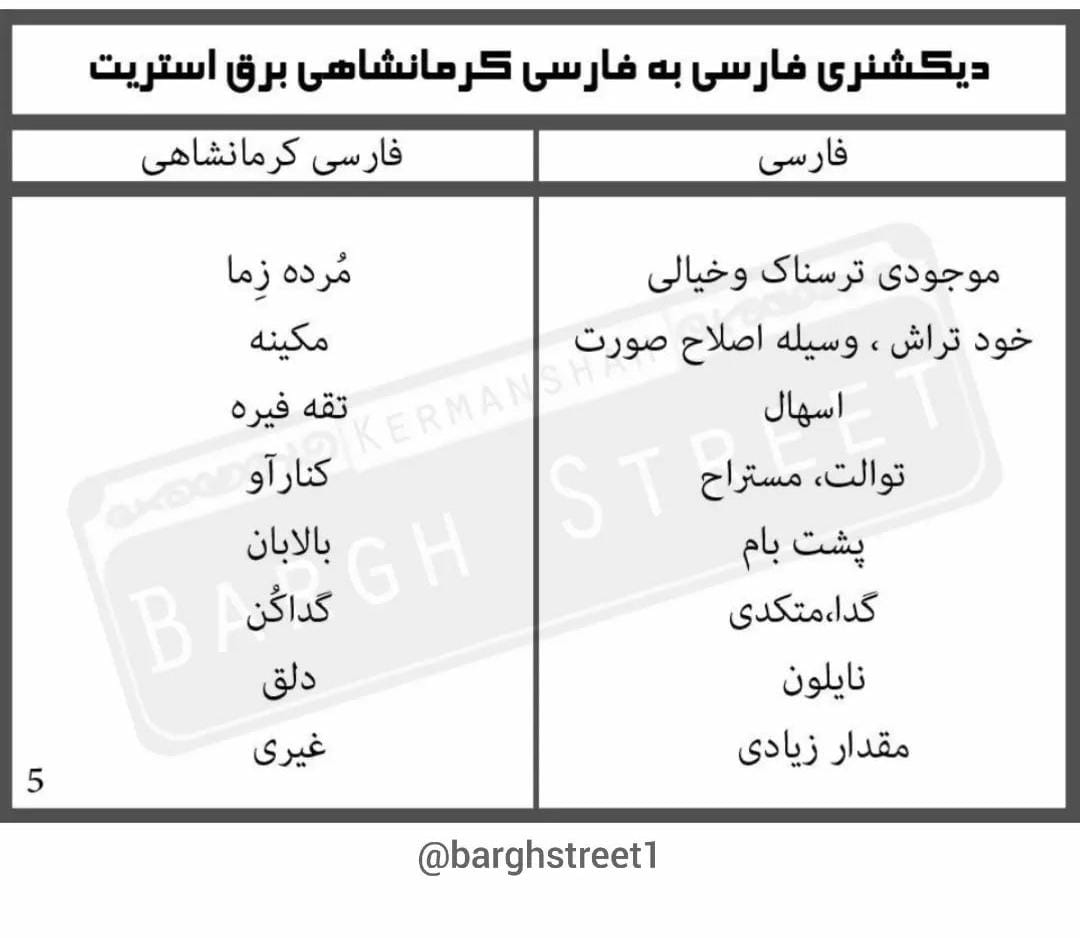 دیکشنری فارسی به فارسی کرمانشاهی برق استریت
فارسی	فارسی کرمانشاهی
موجودی ترسناک وخیالی	مُرده زِما
خود تراش ، وسیله اصلاح صورت	مکینه
اسهال	تقه فیره
توالت، مستراح	کنارآو
پشت بام	بالابان
گدا،متکدی	گداکُن
نایلون	دلق
مقدار زیادی	غیری
5
KERMANSHAH
BARGH STREET
@barghstreet1